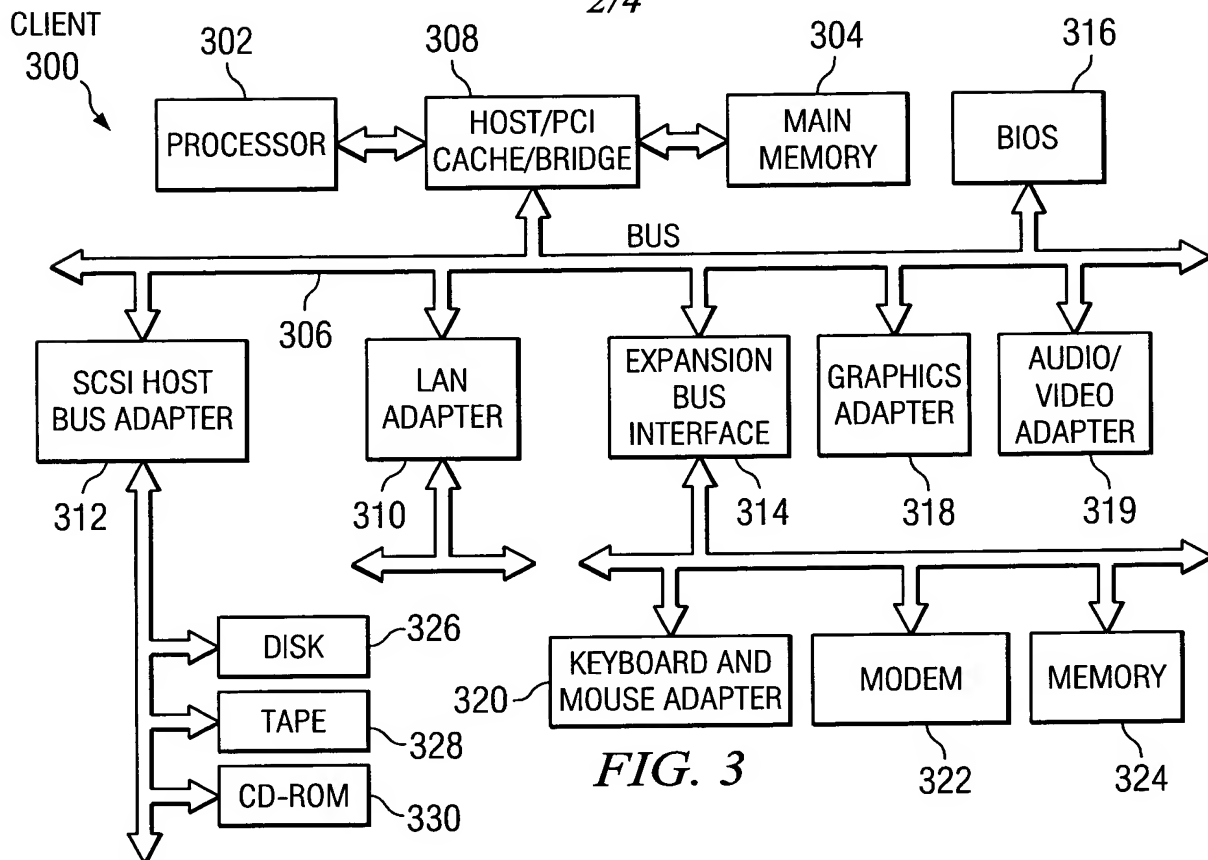 2/4
CLIENT
300
302
308
304
316
PROCESSOR
HOST/PCI
CACHE/BRIDGE
MAIN
MEMORY
BIOS
BUS
306
SCSI HOST
BUS ADAPTER
LAN
ADAPTER
EXPANSION
BUS
INTERFACE
GRAPHICS
ADAPTER
AUDIO/
VIDEO
ADAPTER
312
310
314
318
319
DISK
326
TAPE
328
CD-ROM
330
320
KEYBOARD AND
MOUSE ADAPTER
MODEM
MEMORY
322
324
FIG. 3